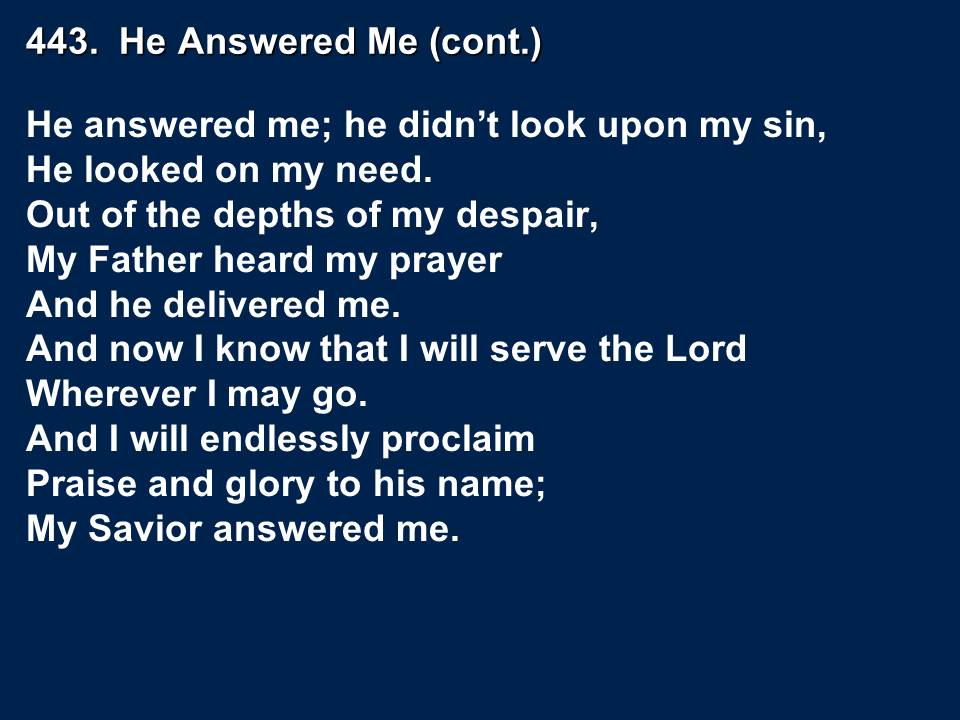 443.  He Answered Me (cont.)
He answered me; he didn’t look upon my sin,
He looked on my need.
Out of the depths of my despair,
My Father heard my prayer
And he delivered me.
And now I know that I will serve the Lord
Wherever I may go.
And I will endlessly proclaim
Praise and glory to his name;
My Savior answered me.